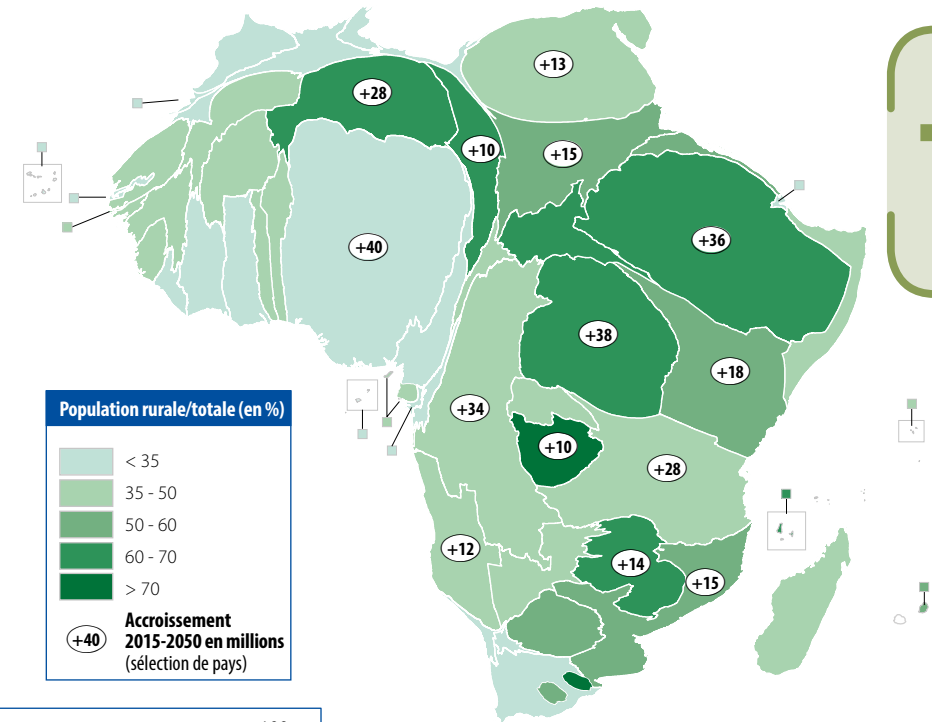 +13
+28
+10
+15
+40
+36
+38
+18
+34
+10
+28
+12
+14
+15
Population rurale/totale (en %)
< 35
35 - 50
50 - 60
60 - 70
> 70
+40
Accroissement
2015-2050 en millions
(sélection de pays)